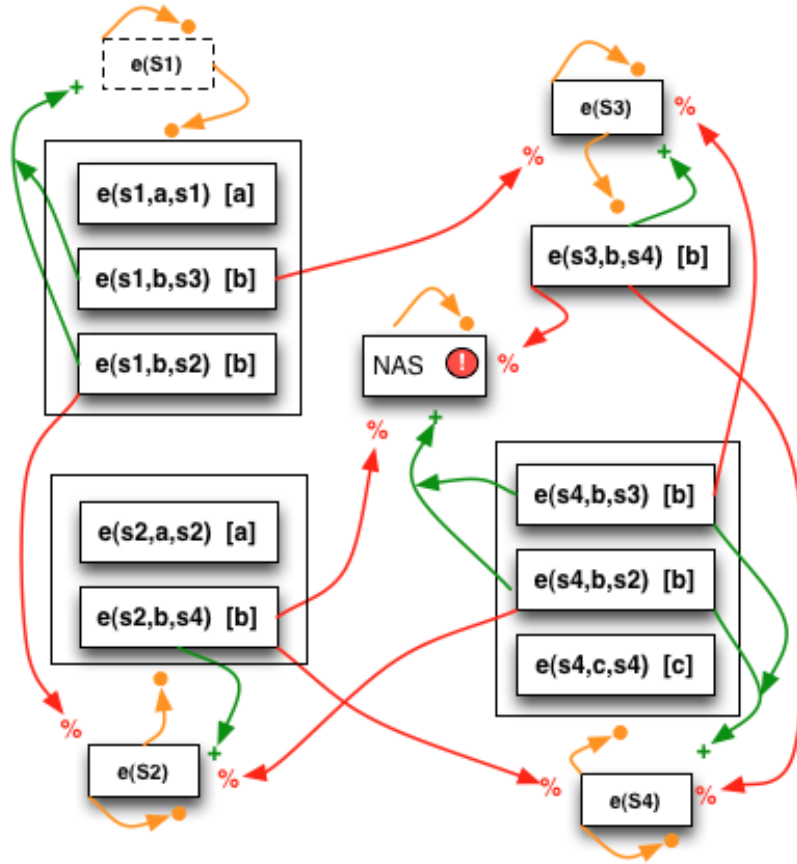 e(S1)
+
%
e(S3)
%
+
e(s1,a,s1) [a]
e(s1,b,s3) [b]
e(s1,b,s2) [b]
e(s3,b,s4) [b]
NAS !
%
%
+
e(s2,a,s2) [a]
e(s2,b,s4) [b]
e(s4,b,s3) [b]
e(s4,b,s2) [b]
e(s4,c,s4) [c]
%
e(S2)
+
%
%
e(S4)
+
%